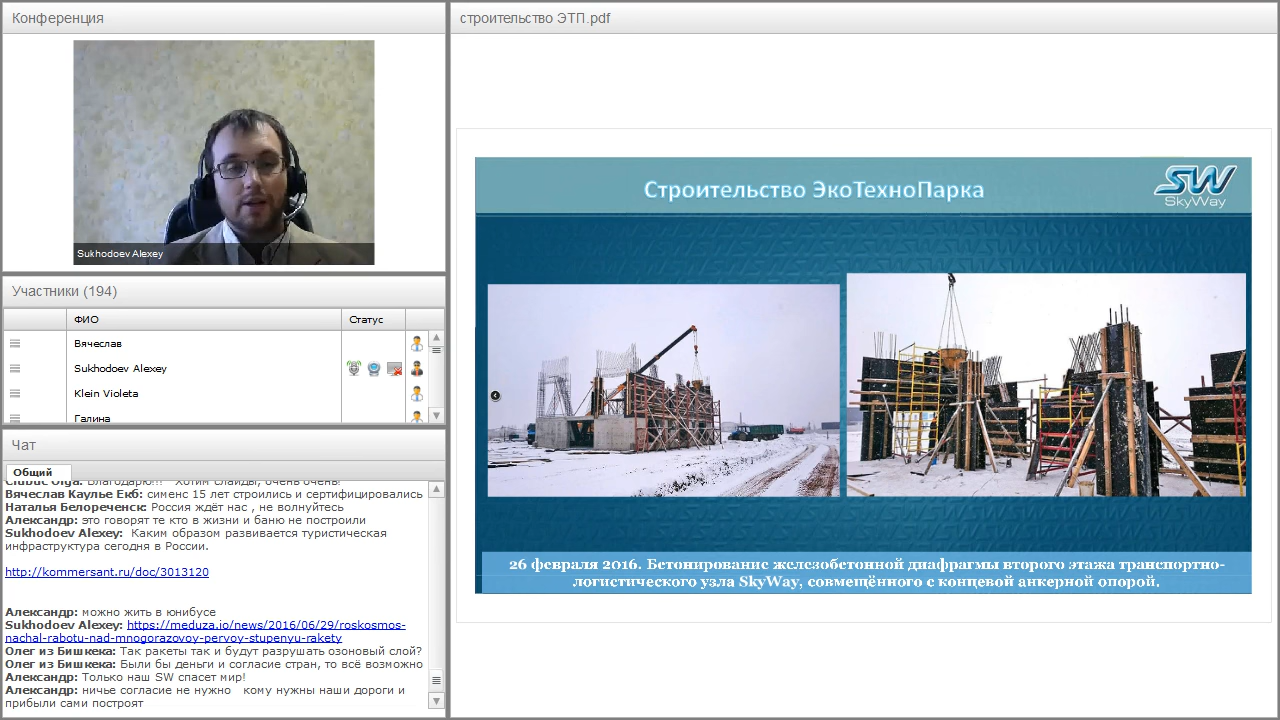 Конференция
Sukhodoev Alexey
Участники (194)
ФИО
Статус
Вячеслав
Sukhodoev Alexey
Klein Violeta
Галина
Чат
Общий
Olga: Благодарю!!! Хотим слайды, очень очень!
Вячеслав Каулье Екб: сименс 15 лет строились и сертифицировались
Наталья Белореченск: Россия ждёт нас , не волнуйтесь
Александр: это говорят те кто в жизни и баню не построили
Sukhodoev Alexey: Каким образом развивается туристическая
инфраструктура сегодня в России.
http://kommersant.ru/doc/3013120
Александр: можно жить в юнибусе
Sukhodoev Alexey: https://meduza.io/news/2016/06/29/roskosmos-
nachal-rabotu-nad-mnogorazovoy-pervoy-stupenyu-rakety
Олег из Бишкека: Так ракеты так и будут разрушать озоновый слой?
Олег из Бишкека: Были бы деньги и согласие стран, то всё возможно
Александр: Только наш SW спасет мир!
Александр: ничье согласие не нужно кому нужны наши дороги и
прибыли сами построят
строительство ЭТП.pdf
Строительство ЭкоТехноПарка
SW
SkyWay
26 февраля 2016. Бетонирование железобетонной диафрагмы второго этажа транспортно-
логистического узла SkyWay, совмещённого с концевой анкерной опорой.